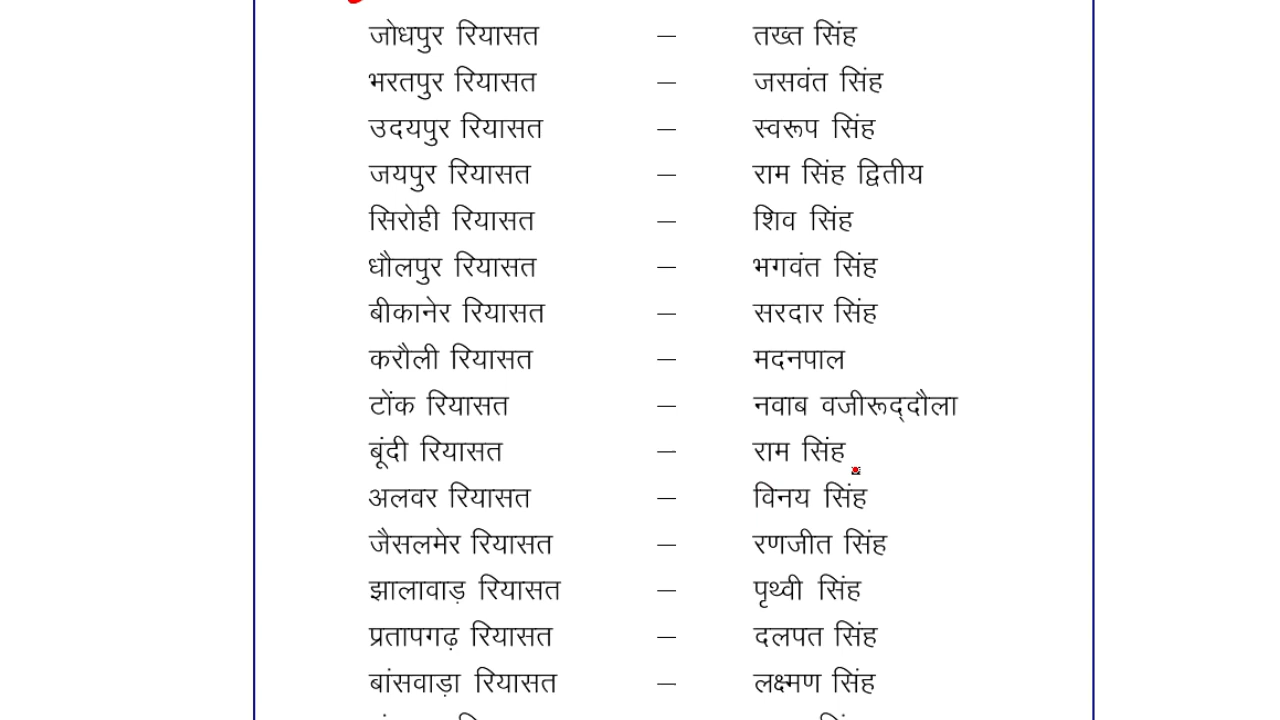 जोधपुर रियासत – तख्त सिंह
भरतपुर रियासत – जसवंत सिंह
उदयपुर रियासत – स्वरूप सिंह
जयपुर रियासत – राम सिंह द्वितीय
सिरोही रियासत – शिव सिंह
धौलपुर रियासत – भगवंत सिंह
बीकानेर रियासत – सरदार सिंह
करौली रियासत – मदनपाल
टोंक रियासत – नवाब वजीरूद्‌दौला
बूंदी रियासत – राम सिंह
अलवर रियासत – विनय सिंह
जैसलमेर रियासत – रणजीत सिंह
झालावाड़ रियासत – पृथ्वी सिंह
प्रतापगढ़ रियासत – दलपत सिंह
बांसवाड़ा रियासत – लक्ष्मण सिंह